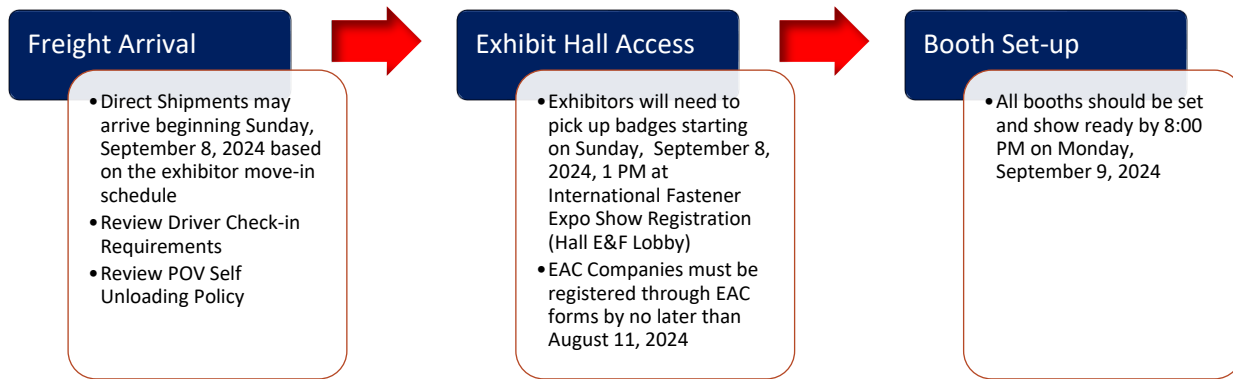 Freight Arrival
•Direct Shipments may
arrive beginning Sunday,
September 8, 2024 based
on the exhibitor move-in
schedule
•Review Driver Check-in
Requirements
•Review POV Self
Unloading Policy
Exhibit Hall Access
•Exhibitors will need to
pick up badges starting
on Sunday,  September 8,
2024, 1 PM at
International Fastener
Expo Show Registration
(Hall E&F Lobby)
•EAC Companies must be
registered through EAC
forms by no later than
August 11, 2024
Booth Set-up
•All booths should be set
and show ready by 8:00
PM on Monday,
September 9, 2024